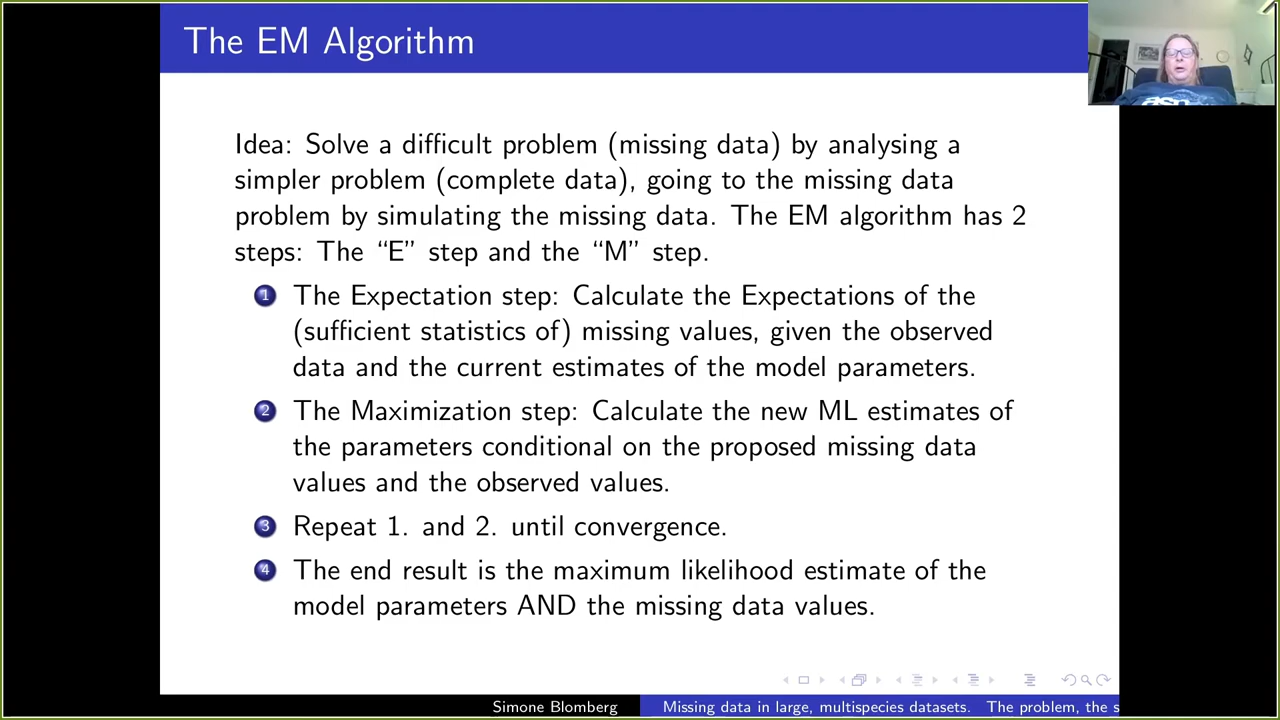 The EM Algorithm
Idea: Solve a difficult problem (missing data) by analysing a
simpler problem (complete data), going to the missing data
problem by simulating the missing data. The EM algorithm has 2
steps: The “E” step and the “M” step.
1 The Expectation step: Calculate the Expectations of the
(sufficient statistics of) missing values, given the observed
data and the current estimates of the model parameters.
2 The Maximization step: Calculate the new ML estimates of
the parameters conditional on the proposed missing data
values and the observed values.
3 Repeat 1. and 2. until convergence.
4 The end result is the maximum likelihood estimate of the
model parameters AND the missing data values.
Simone Blomberg Missing data in large, multispecies datasets. The problem, the s